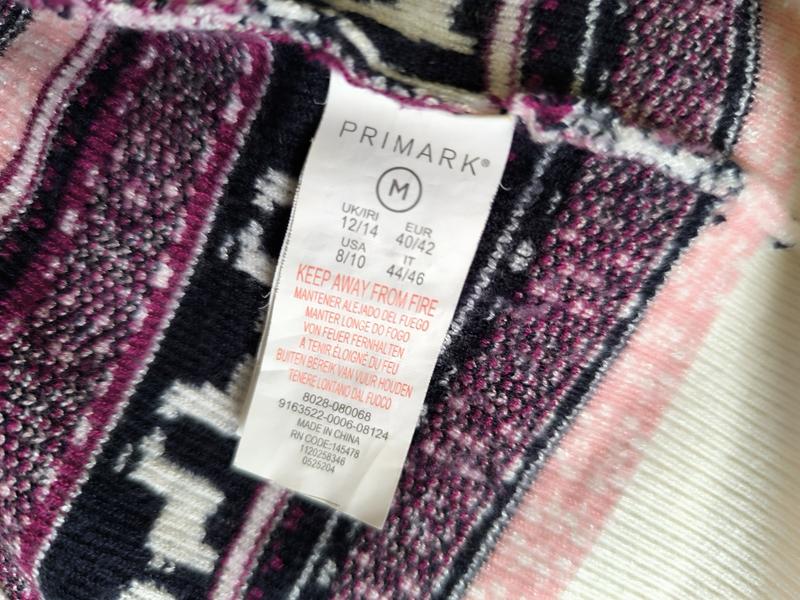 PRIMARK®
M
UK/IRl EUR
12/14 40/42
USA IT
8/10 44/46
KEEP AWAY FROM FIRE
MANTENER ALEJADO DEL FUEGO
MANTER LONGE DO FOGO
VON FEUER FERNHALTEN
À TENIR ÉLOIGNÉ DU FEU
BUITEN BEREIK VAN VUUR HOUDEN
TENERE LONTANO DAL FUOCO
8028-080068
9163522-0006-08124
MADE IN CHINA
RN CODE:145478
1120258346
0525204